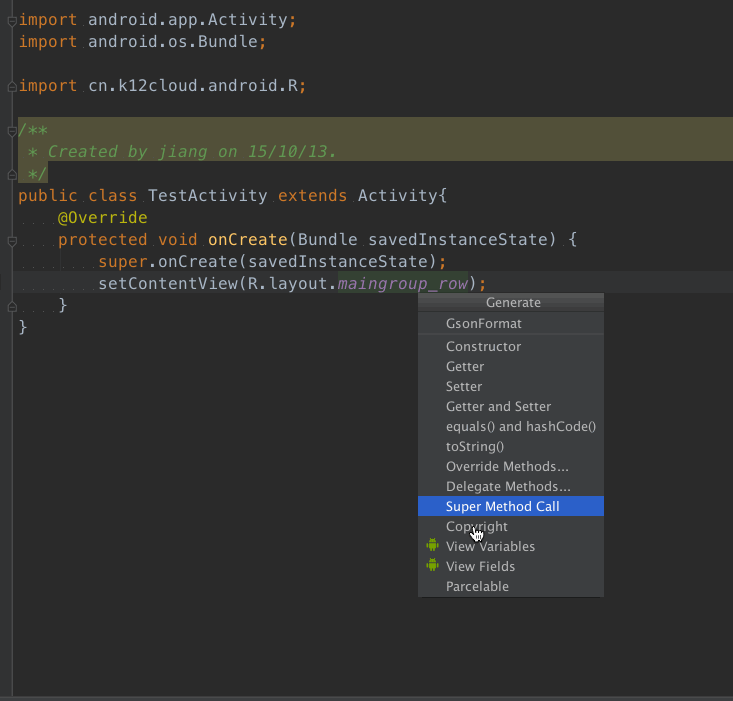 import android.app.Activity;
import android.os.Bundle;
import cn.k12cloud.android.R;
/**
* Created by jiang on 15/10/13.
*/
public class TestActivity extends Activity{
@Override
protected void onCreate(Bundle savedInstanceState) {
super.onCreate(savedInstanceState);
setContentView(R.layout.maingroup_row);
}
}
Generate
GsonFormat
Constructor
Getter
Setter
Getter and Setter
equals() and hashCode()
toString()
Override Methods...
Delegate Methods...
Super Method Call
Copyright
View Variables
View Fields
Parcelable